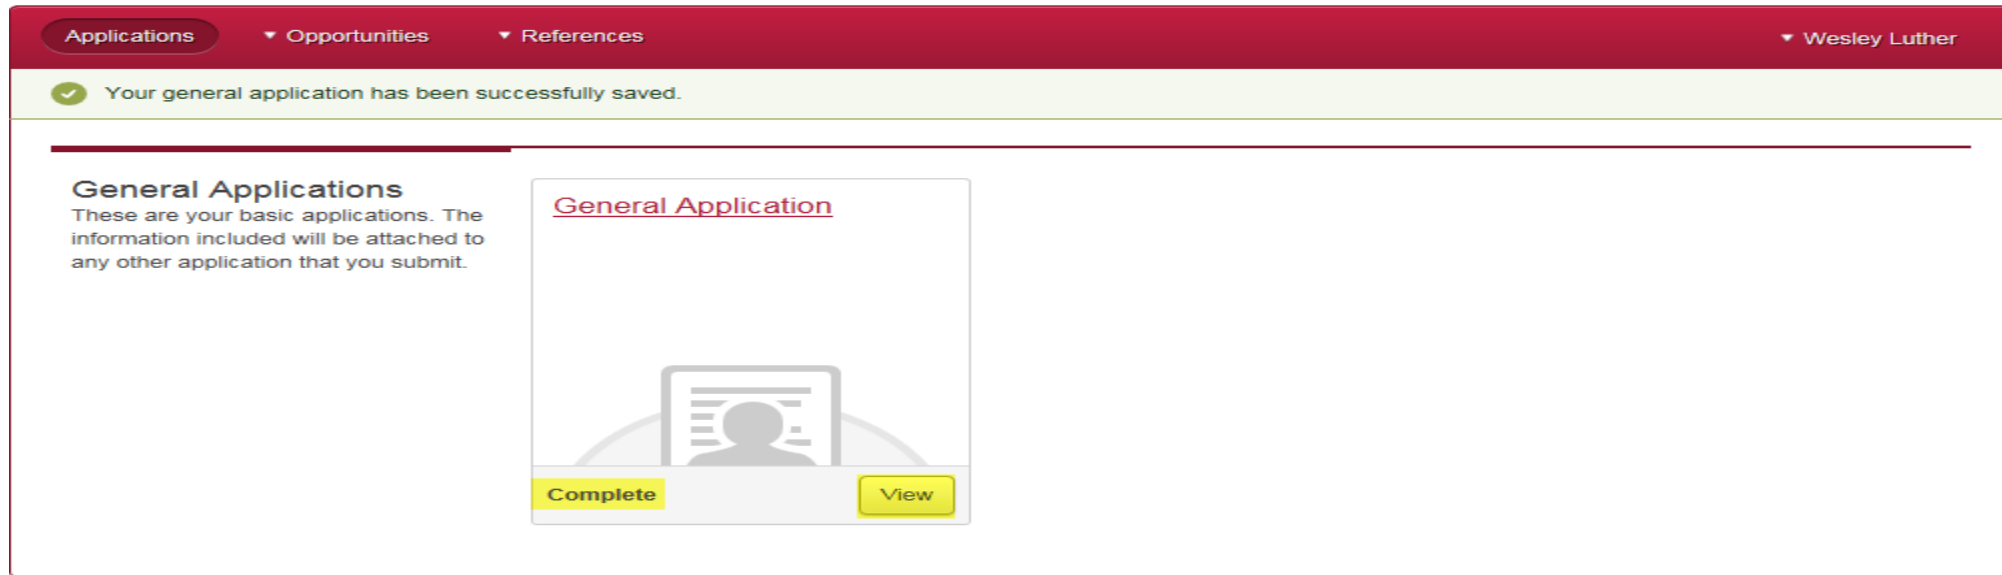 Applications Opportunities References Wesley Luther
Your general application has been successfully saved.
General Applications
These are your basic applications. The
information included will be attached to
any other application that you submit.
General Application
Complete View